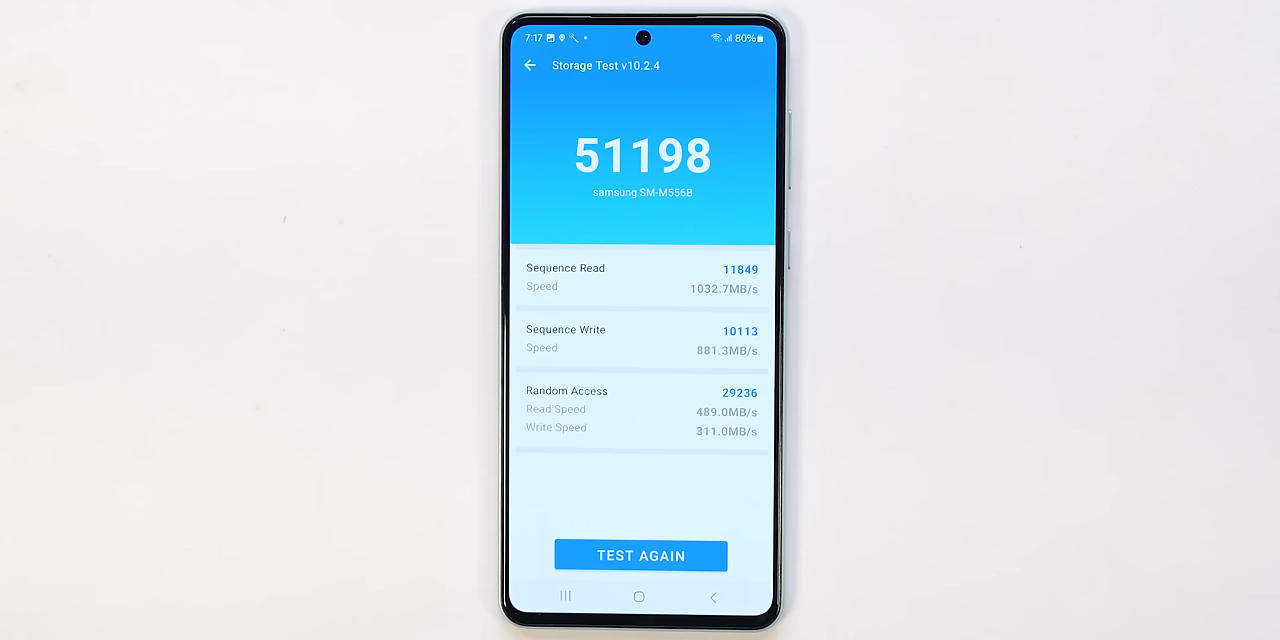 7:17 80%
Storage Test v10.2.4
51198
samsung SM-M556B
Sequence Read 11849
Speed 1032.7MB/s
Sequence Write 10113
Speed 881.3MB/s
Random Access 29236
Read Speed 489.0MB/s
Write Speed 311.0MB/s
TEST AGAIN